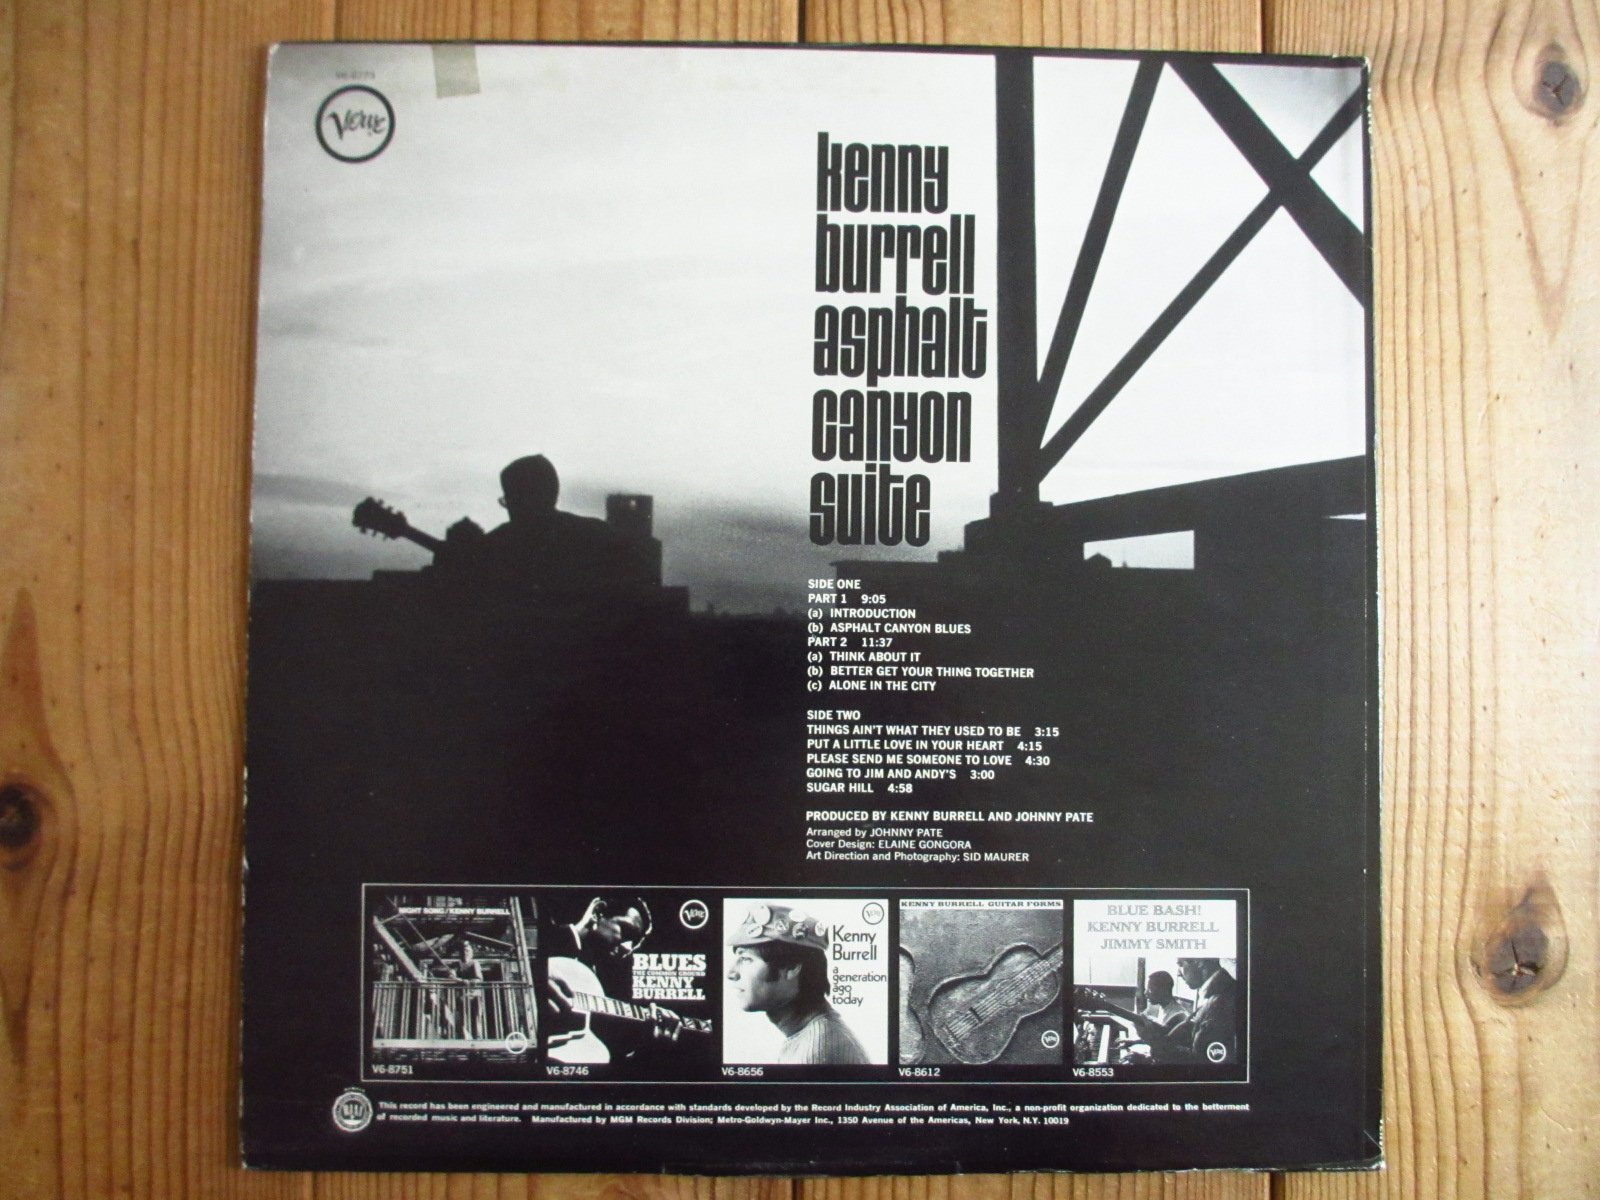 V6-8773
Verve
kenny
burrell
asphalt
canyon
suite
SIDE ONE
PART 1 9:05
(a) INTRODUCTION
(b) ASPHALT CANYON BLUES
PART 2 11:37
(a) THINK ABOUT IT
(b) BETTER GET YOUR THING TOGETHER
(c) ALONE IN THE CITY
SIDE TWO
THINGS AIN'T WHAT THEY USED TO BE 3:15
PUT A LITTLE LOVE IN YOUR HEART 4:15
PLEASE SEND ME SOMEONE TO LOVE 4:30
GOING TO JIM AND ANDY'S 3:00
SUGAR HILL 4:58
PRODUCED BY KENNY BURRELL AND JOHNNY PATE
Arranged by JOHNNY PATE
Cover Design: ELAINE GONGORA
Art Direction and Photography: SID MAURER
NIGHT SONG/KENNY BURRELL
Verve
V6-8751
Verve
BLUES
THE COMMON GROUND
KENNY
BURRELL
V6-8746
Verve
Kenny
Burrell
a
generation
ago
today
V6-8656
KENNY BURRELL GUITAR FORMS
Verve
V6-8612
BLUE BASH!
KENNY BURRELL
JIMMY SMITH
Verve
V6-8553
This record has been engineered and manufactured in accordance with standards developed by the Record Industry Association of America, Inc., a non-profit organization dedicated to the betterment
of recorded music and literature. Manufactured by MGM Records Division; Metro-Goldwyn-Mayer Inc., 1350 Avenue of the Americas, New York, N.Y. 10019